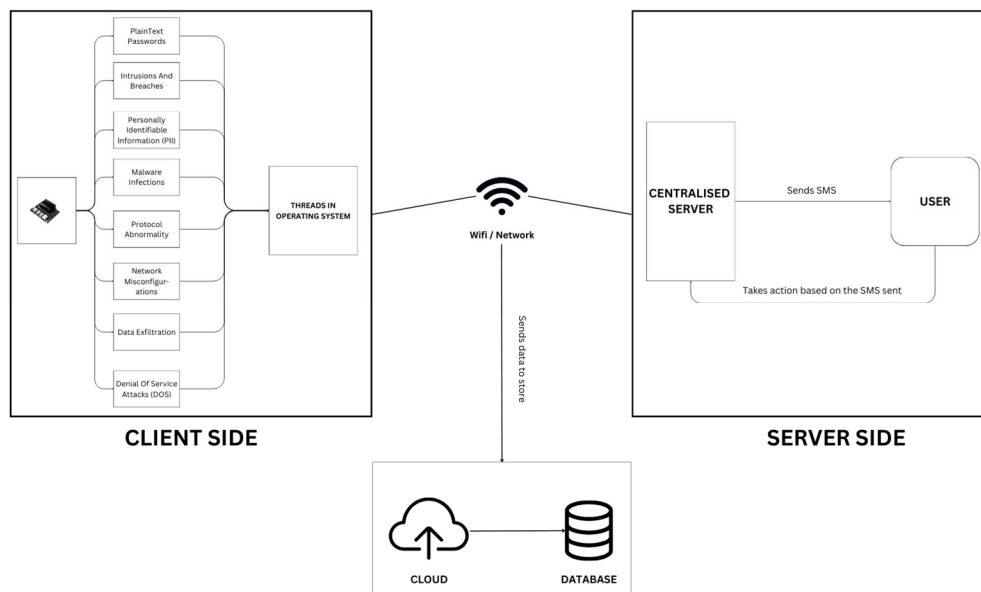 PlainText
Passwords
Intrusions And
Breaches
Personally
Identifiable
Information (PII)
Malware
Infections
Protocol
Abnormality
Network
Misconfigur-
ations
Data Exfiltration
Denial Of Service
Attacks (DOS)
THREADS IN
OPERATING SYSTEM
CLIENT SIDE
Wifi / Network
Sends data to store
CENTRALISED
SERVER
Sends SMS
USER
Takes action based on the SMS sent
SERVER SIDE
CLOUD
DATABASE